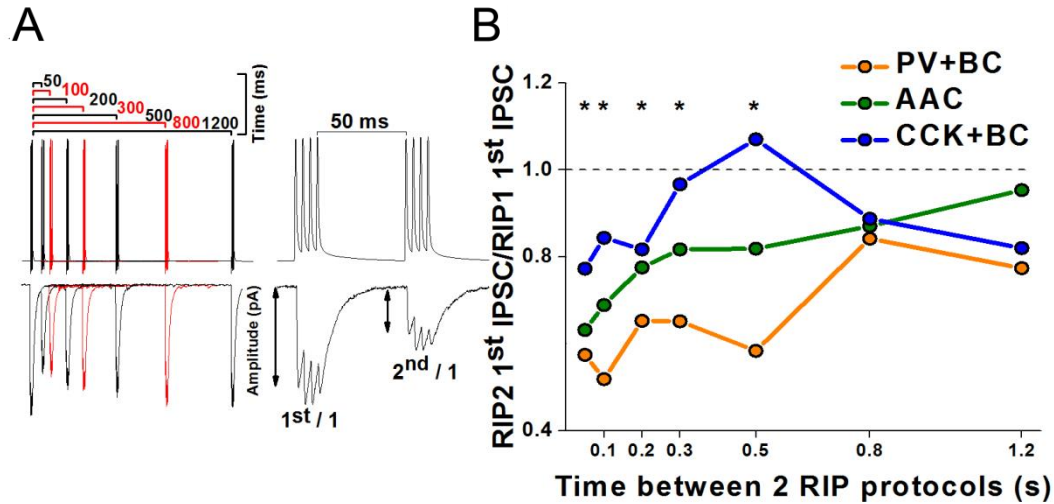 A
50
100
200
300
500
800
1200
Time (ms)
50 ms
Amplitude (pA)
1st / 1
2nd / 1
B
PV+BC
AAC
CCK+BC
* * * * *
RIP2 1st IPSC/RIP1 1st IPSC
1.2
1.0
0.8
0.4
0.1 0.2 0.3 0.5 0.8 1.2
Time between 2 RIP protocols (s)